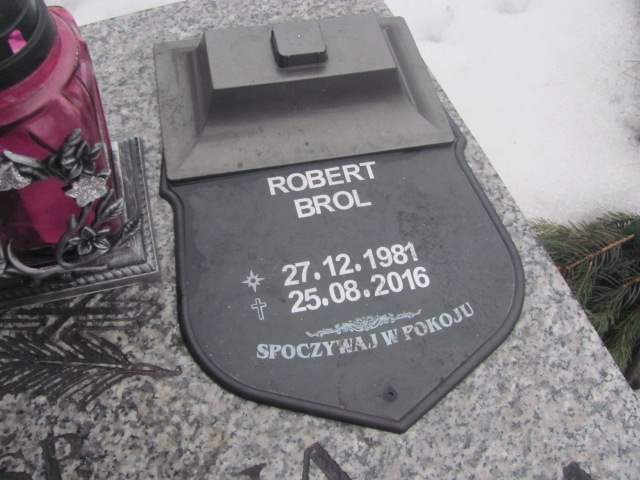 ROBERT
BROL
27.12.1981
25.08.2016
SPOCZYWAJ W POKOJU